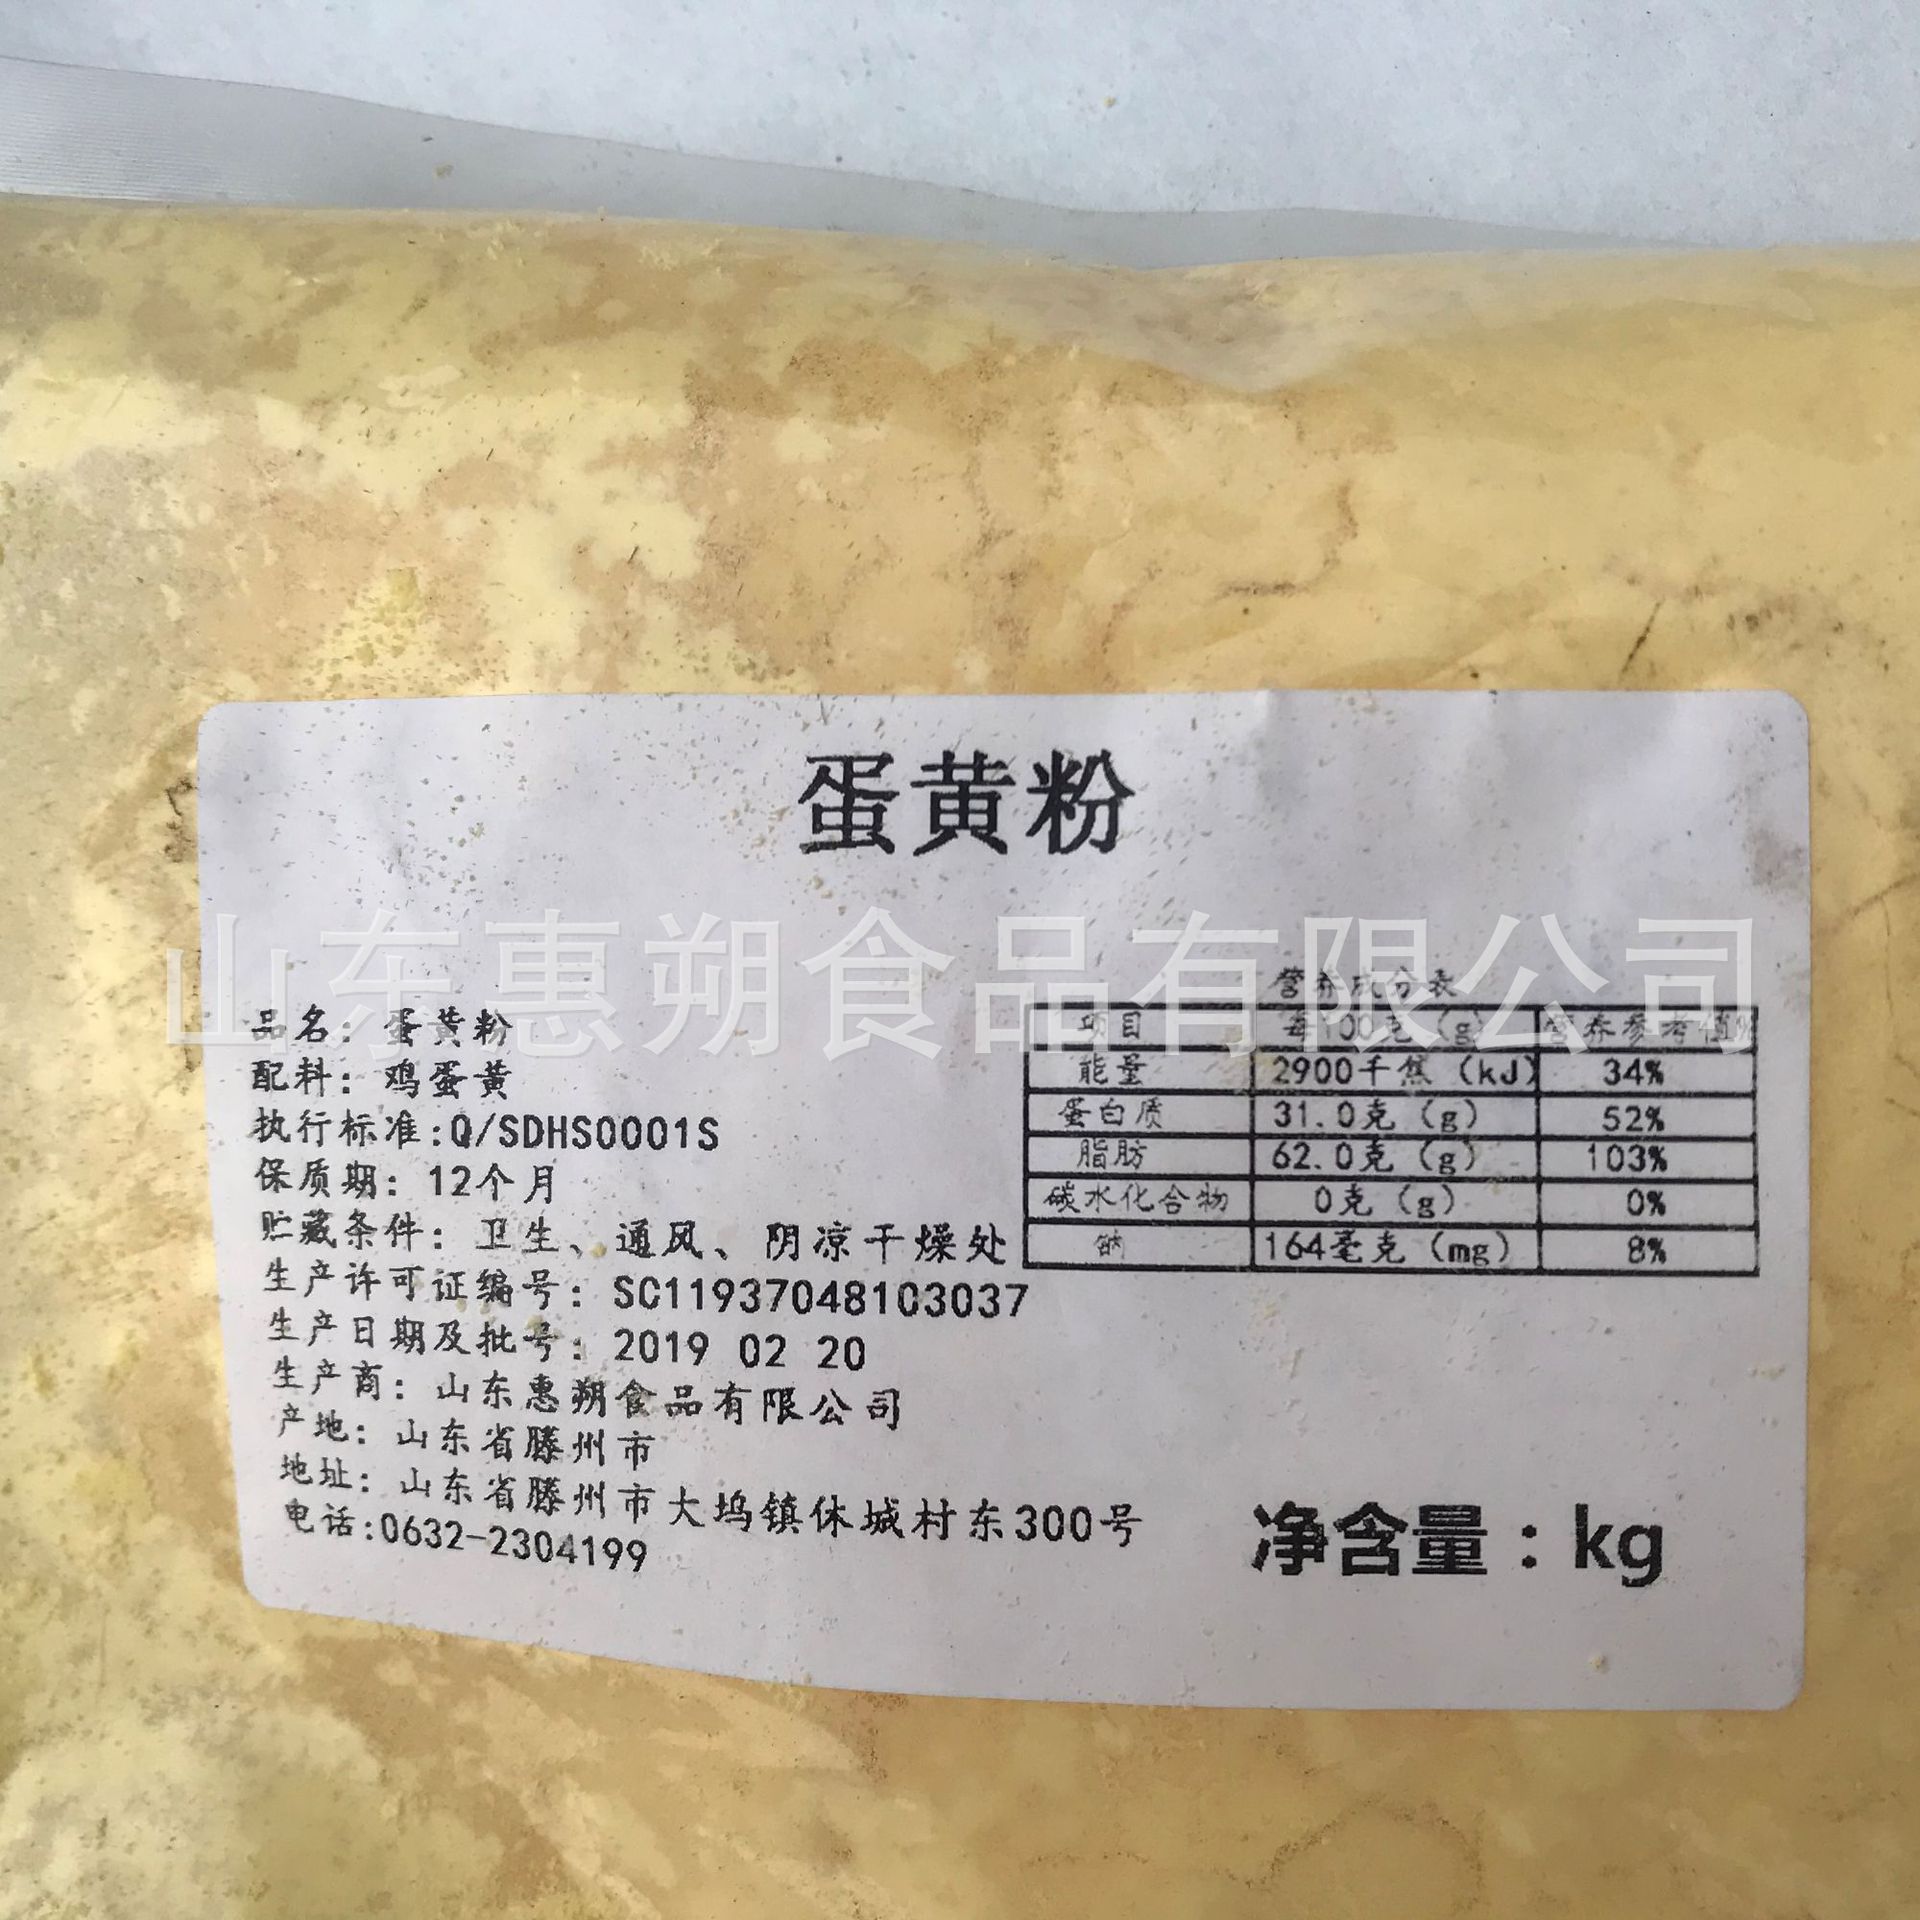 蛋黄粉
山东惠朔食品有限公司
品名：蛋黄粉
配料：鸡蛋黄
执行标准:Q/SDHS0001S
保质期：12个月
贮藏条件：卫生、通风、阴凉干燥处
生产许可证编号：SC11937048103037
生产日期及批号：2019 02 20
生产商：山东惠朔食品有限公司
产地：山东省滕州市
地址：山东省滕州市大坞镇休城村东300号
电话:0632-2304199
营养成分表
项目 每100克（g） 营养参考值%
能量 2900千焦（kJ） 34%
蛋白质 31.0克（g） 52%
脂肪 62.0克（g） 103%
碳水化合物 0克（g） 0%
钠 164毫克（mg） 8%
净含量：kg